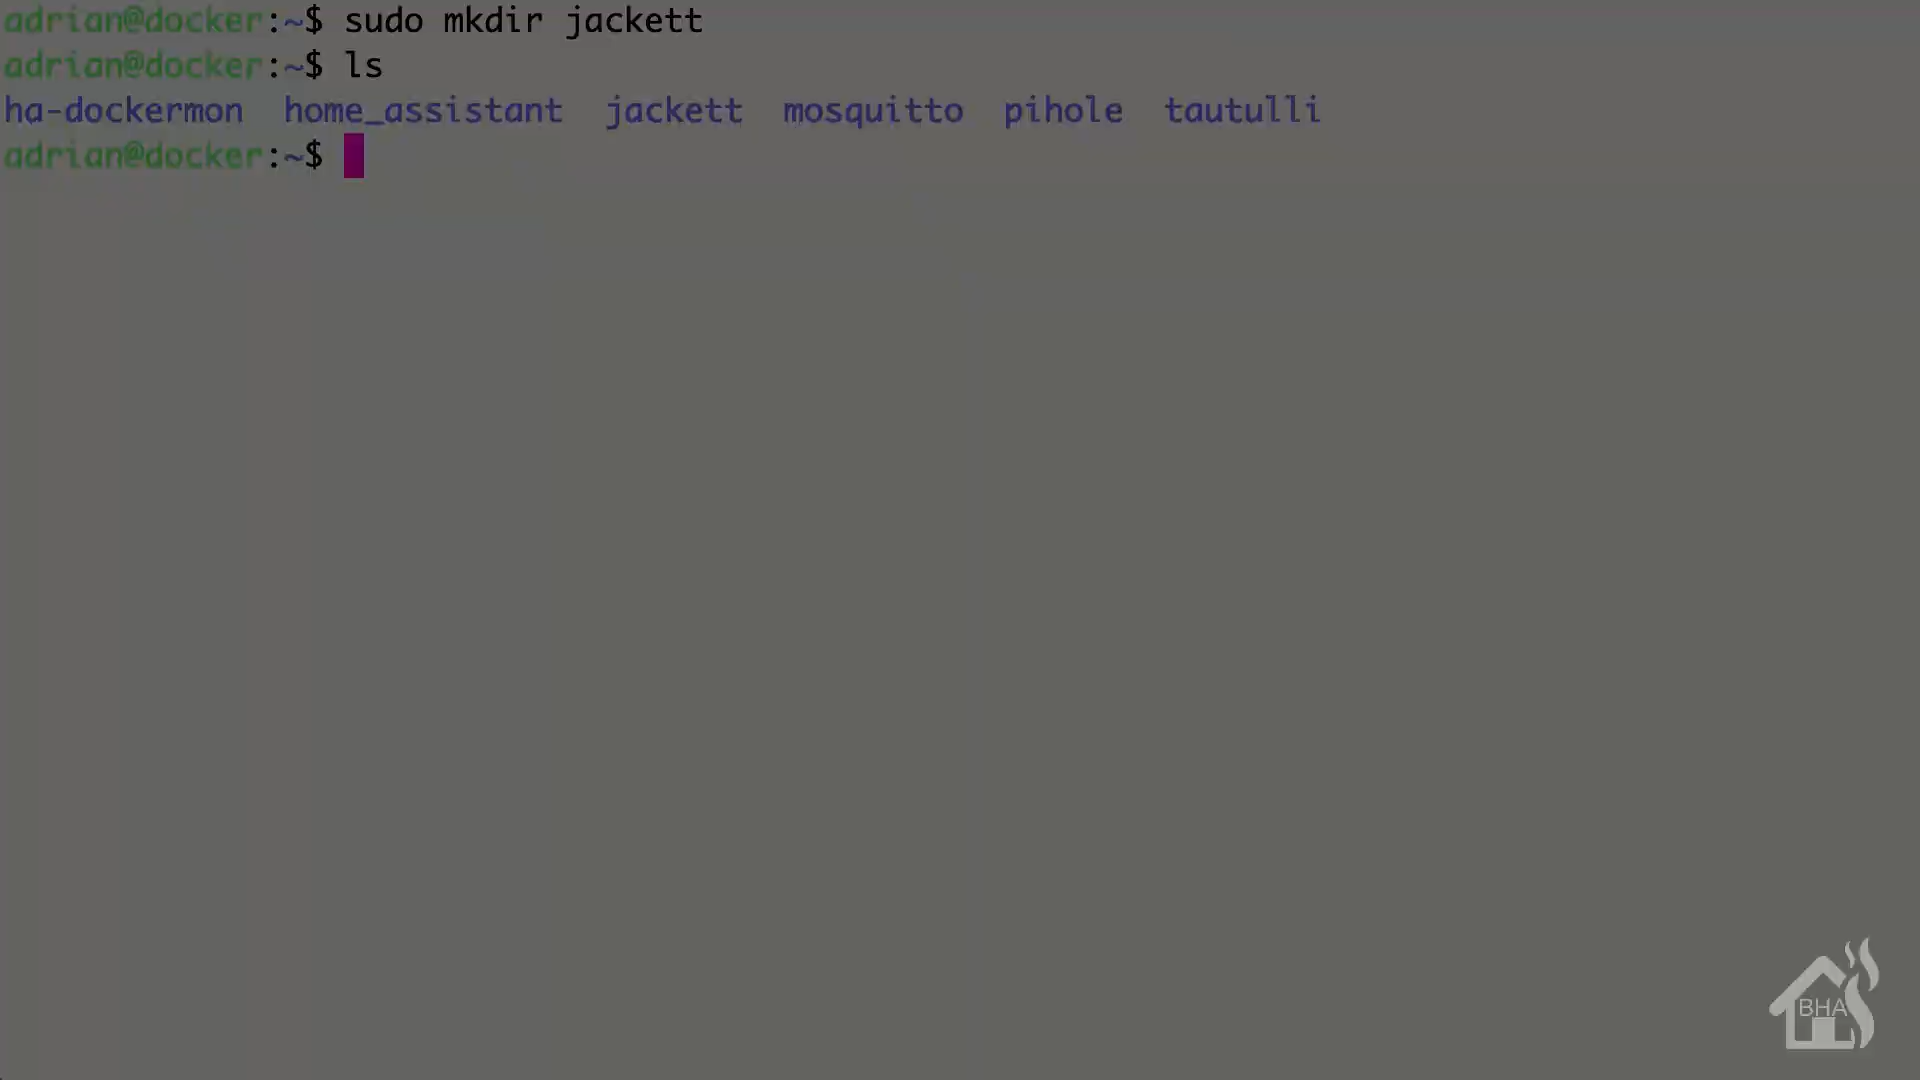 adrian@docker:~$ sudo mkdir jackett
adrian@docker:~$ ls
ha-dockermon  home_assistant  jackett  mosquitto  pihole  tautulli
adrian@docker:~$
BHA